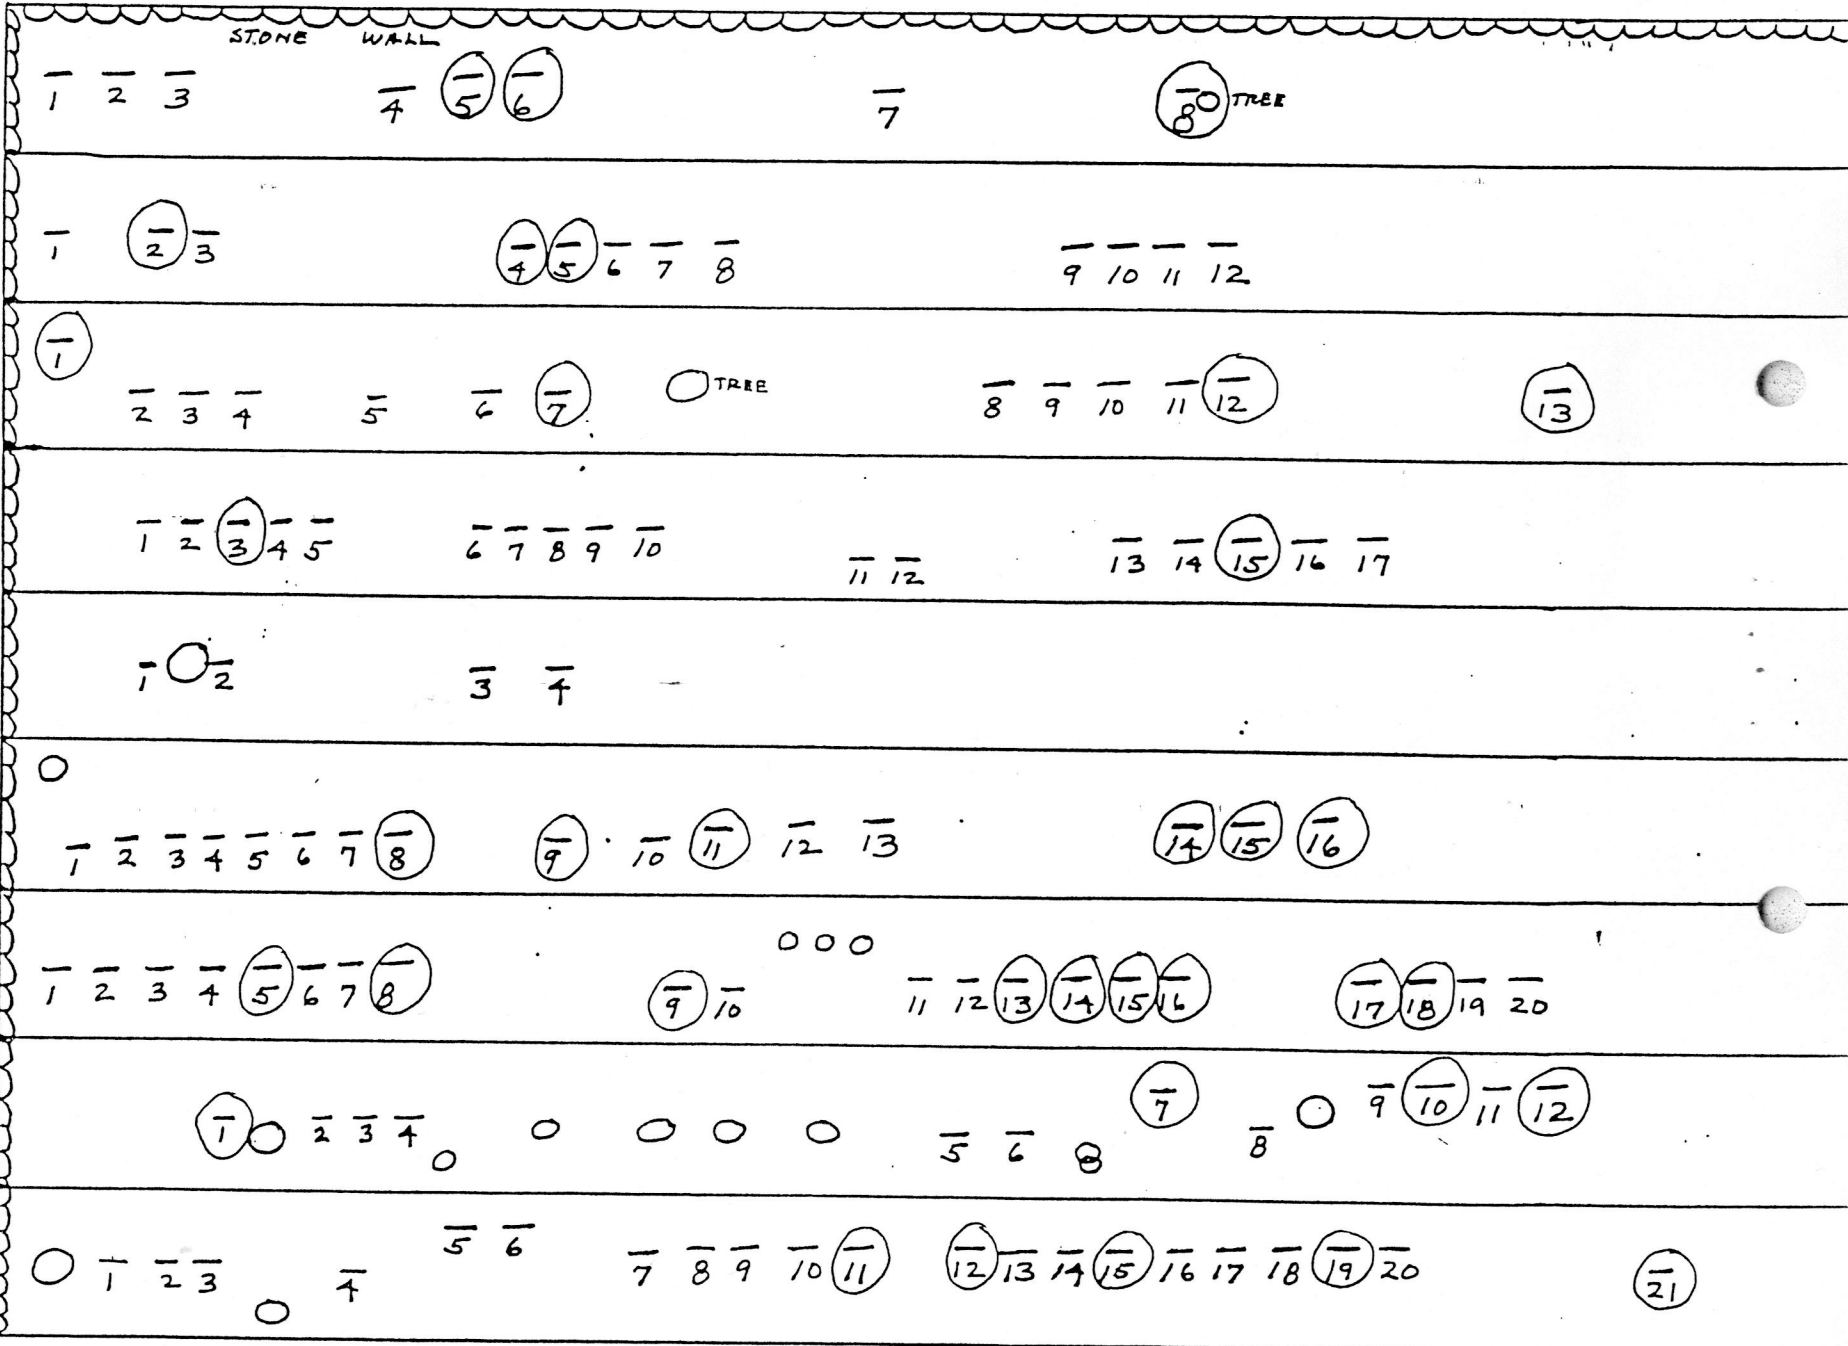 STONE WALL
1 2 3 4 5 6 7 8 TREE
1 2 3 4 5 6 7 8 9 10 11 12
1 2 3 4 5 6 7 TREE 8 9 10 11 12 13
1 2 3 4 5 6 7 8 9 10 11 12 13 14 15 16 17
1 2 3 4
1 2 3 4 5 6 7 8 9 10 11 12 13 14 15 16
1 2 3 4 5 6 7 8 9 10 11 12 13 14 15 16 17 18 19 20
1 2 3 4 5 6 7 8 9 10 11 12
1 2 3 4 5 6 7 8 9 10 11 12 13 14 15 16 17 18 19 20 21